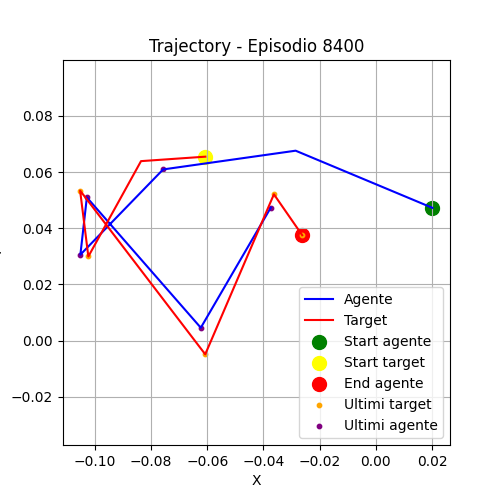 Trajectory - Episodio 8400
0.08
0.06
0.04
0.02
0.00
−0.02
−0.10
−0.08
−0.06
−0.04
−0.02
0.00
0.02
X
Agente
Target
Start agente
Start target
End agente
Ultimi target
Ultimi agente